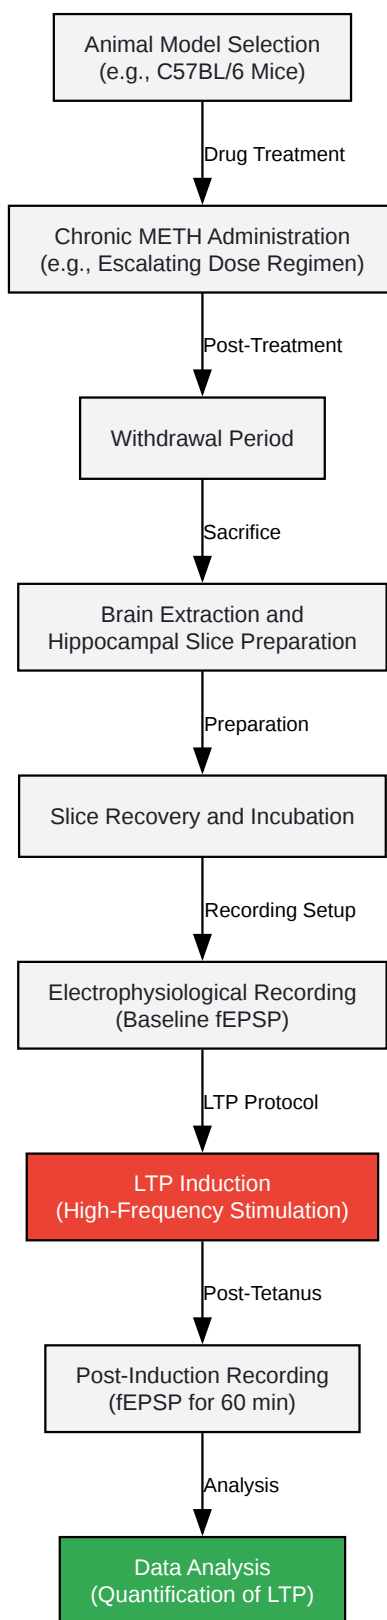 Animal Model Selection
(e.g., C57BL/6 Mice)
Drug Treatment
Chronic METH Administration
(e.g., Escalating Dose Regimen)
Post-Treatment
Withdrawal Period
Sacrifice
Brain Extraction and
Hippocampal Slice Preparation
Preparation
Slice Recovery and Incubation
Recording Setup
Electrophysiological Recording
(Baseline fEPSP)
LTP Protocol
LTP Induction
(High-Frequency Stimulation)
Post-Tetanus
Post-Induction Recording
(fEPSP for 60 min)
Analysis
Data Analysis
(Quantification of LTP)